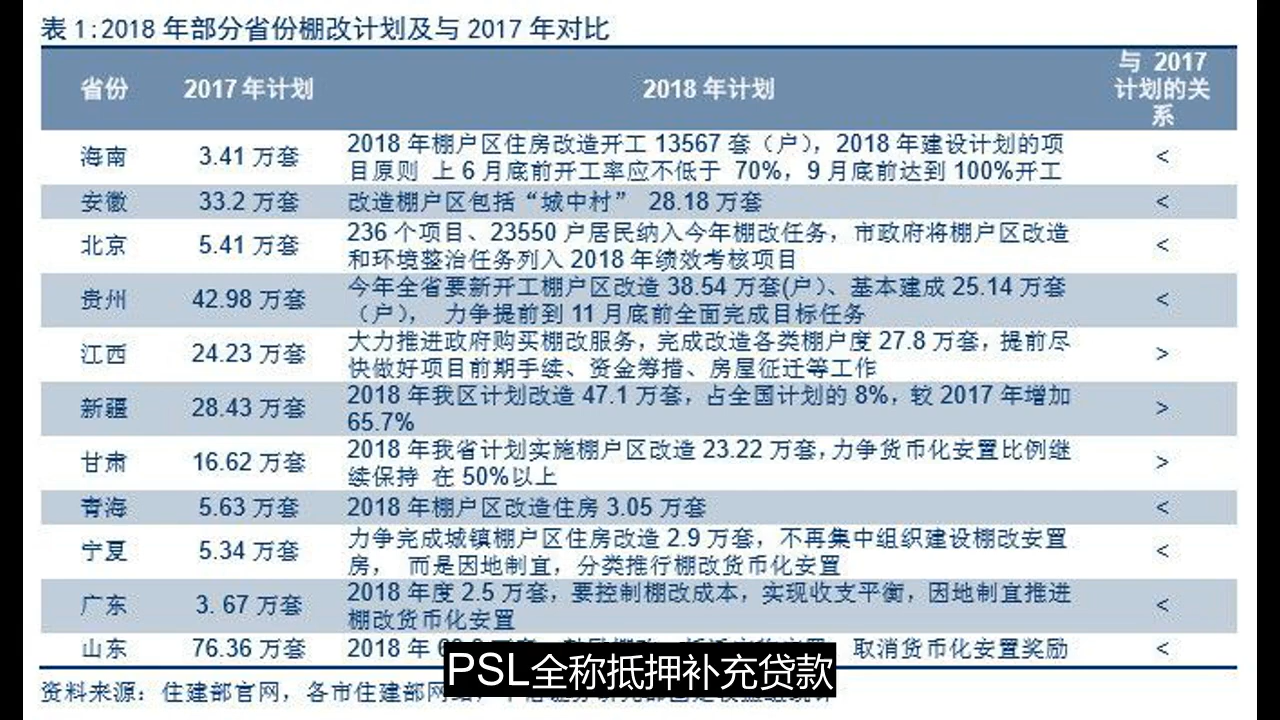 表 1:2018 年部分省份棚改计划及与 2017 年对比
省份 2017 年计划 2018 年计划 与 2017
计划的关
系
海南 3.41 万套 2018 年棚户区住房改造开工 13567 套（户），2018 年建设计划的项
目原则 上 6 月底前开工率应不低于 70%，9 月底前达到 100%开工 <
安徽 33.2 万套 改造棚户区包括“城中村” 28.18 万套 <
北京 5.41 万套 236 个项目、23550 户居民纳入今年棚改任务，市政府将棚户区改造
和环境整治任务列入 2018 年绩效考核项目 <
贵州 42.98 万套 今年全省要新开工棚户区改造 38.54 万套(户)、基本建成 25.14 万套
（户）， 力争提前到 11 月底前全面完成目标任务 <
江西 24.23 万套 大力推进政府购买棚改服务，完成改造各类棚户度 27.8 万套，提前尽
快做好项目前期手续、资金筹措、房屋征迁等工作 >
新疆 28.43 万套 2018 年我区计划改造 47.1 万套，占全国计划的 8%，较 2017 年增加
65.7% >
甘肃 16.62 万套 2018 年我省计划实施棚户区改造 23.22 万套，力争货币化安置比例继
续保持 在 50%以上 >
青海 5.63 万套 2018 年棚户区改造住房 3.05 万套 <
宁夏 5.34 万套 力争完成城镇棚户区住房改造 2.9 万套，不再集中组织建设棚改安置
房， 而是因地制宜，分类推行棚改货币化安置 <
广东 3. 67 万套 2018 年度 2.5 万套，要控制棚改成本，实现收支平衡，因地制宜推进
棚改货币化安置 <
山东 76.36 万套 2018 年 取消货币化安置奖励 <
PSL全称抵押补充贷款
资料来源：住建部官网，各市住建部网站，